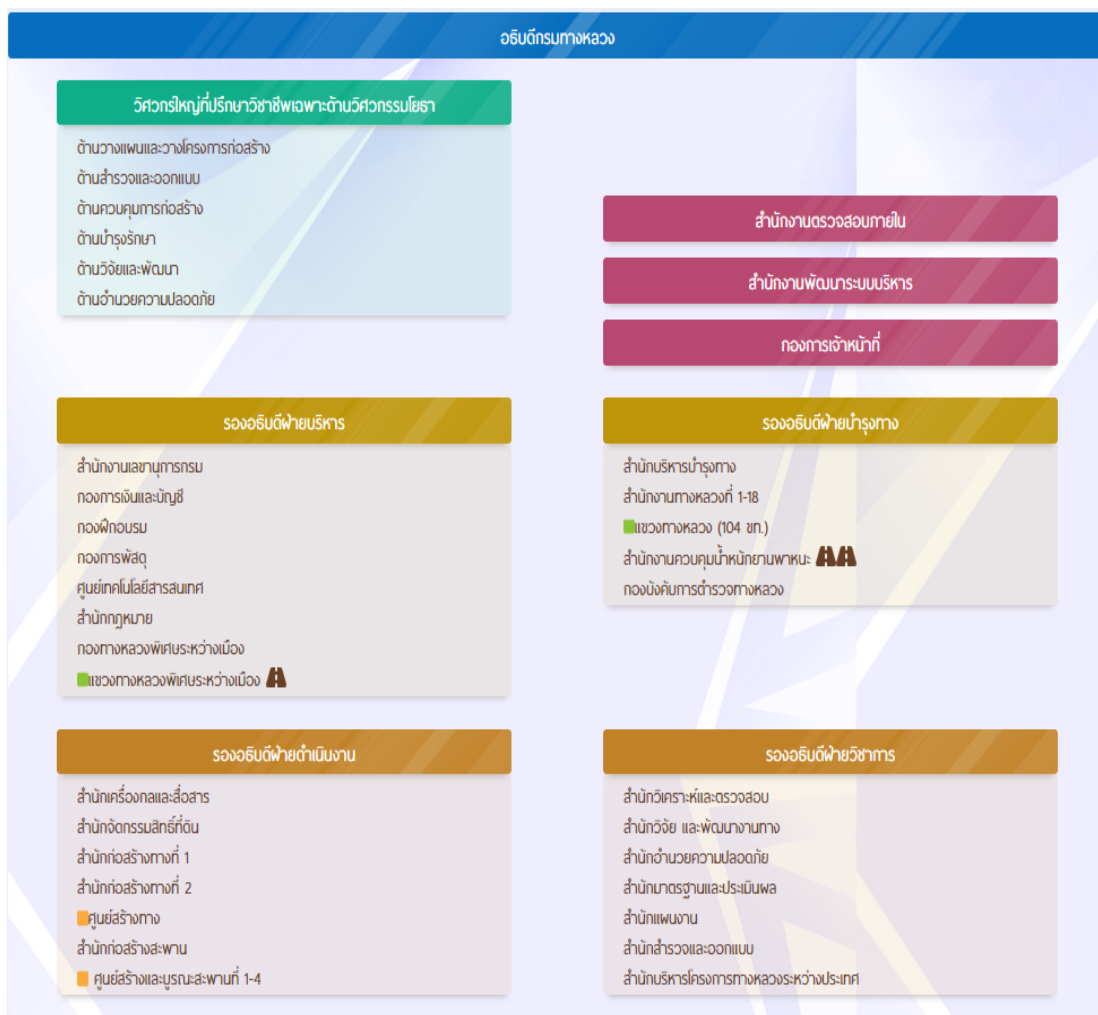 อธิบดีกรมทางหลวง
วิศวกรใหญ่ที่ปรึกษาวิชาชีพเฉพาะด้านวิศวกรรมโยธา
ด้านวางแผนและวางโครงการก่อสร้าง
ด้านสำรวจและออกแบบ
ด้านควบคุมการก่อสร้าง
ด้านบำรุงรักษา
ด้านวิจัยและพัฒนา
ด้านอำนวยความปลอดภัย
สำนักงานตรวจสอบภายใน
สำนักงานพัฒนาระบบบริหาร
กองการเจ้าหน้าที่
รองอธิบดีฝ่ายบริหาร
สำนักงานเลขานุการกรม
กองการเงินและบัญชี
กองฝึกอบรม
กองการพัสดุ
ศูนย์เทคโนโลยีสารสนเทศ
สำนักกฎหมาย
กองทางหลวงพิเศษระหว่างเมือง
แขวงทางหลวงพิเศษระหว่างเมือง
รองอธิบดีฝ่ายบำรุงทาง
สำนักบริหารบำรุงทาง
สำนักงานทางหลวงที่ 1-18
แขวงทางหลวง (104 ขท.)
สำนักงานควบคุมน้ำหนักยานพาหนะ
กองบังคับการตำรวจทางหลวง
รองอธิบดีฝ่ายดำเนินงาน
สำนักเครื่องกลและสื่อสาร
สำนักจัดกรรมสิทธิ์ที่ดิน
สำนักก่อสร้างทางที่ 1
สำนักก่อสร้างทางที่ 2
ศูนย์สร้างทาง
สำนักก่อสร้างสะพาน
ศูนย์สร้างและบูรณะสะพานที่ 1-4
รองอธิบดีฝ่ายวิชาการ
สำนักวิเคราะห์และตรวจสอบ
สำนักวิจัย และพัฒนางานทาง
สำนักอำนวยความปลอดภัย
สำนักมาตรฐานและประเมินผล
สำนักแผนงาน
สำนักสำรวจและออกแบบ
สำนักบริหารโครงการทางหลวงระหว่างประเทศ